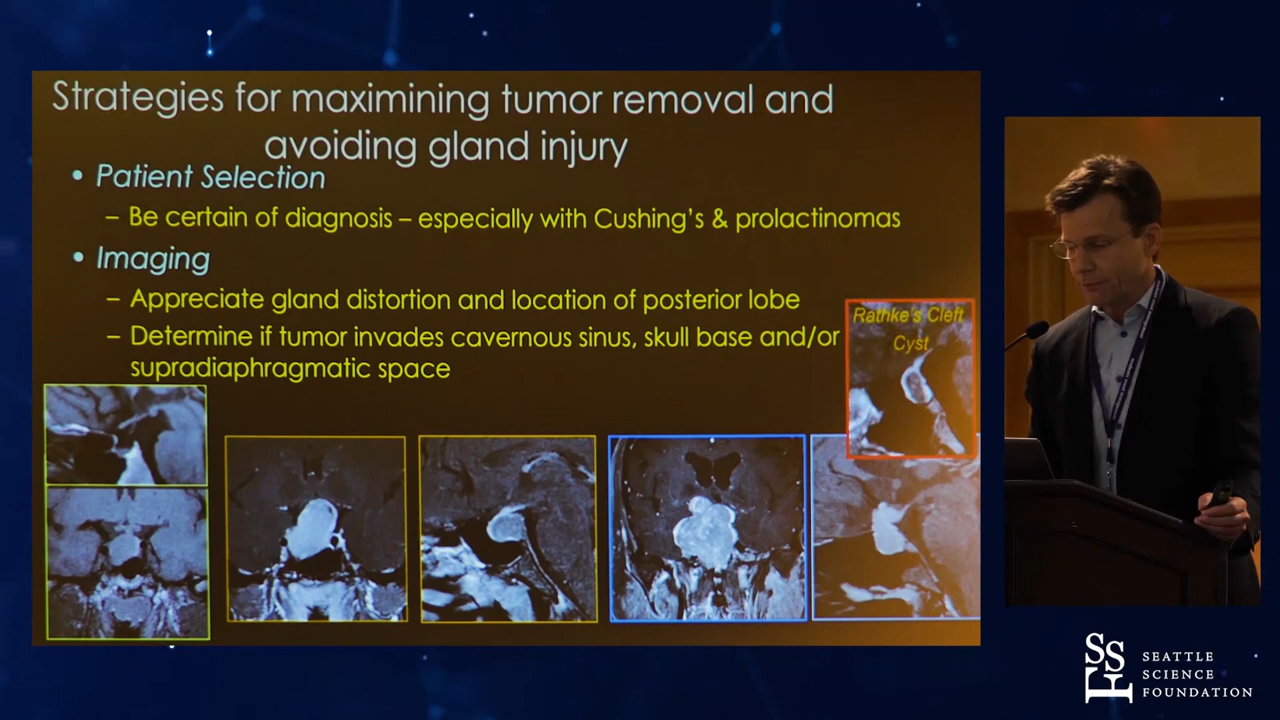 Strategies for maximining tumor removal and
avoiding gland injury
• Patient Selection
– Be certain of diagnosis – especially with Cushing's & prolactinomas
• Imaging
– Appreciate gland distortion and location of posterior lobe
– Determine if tumor invades cavernous sinus, skull base and/or
supradiaphragmatic space
Rathke's Cleft
Cyst
SSF
SEATTLE
SCIENCE
FOUNDATION